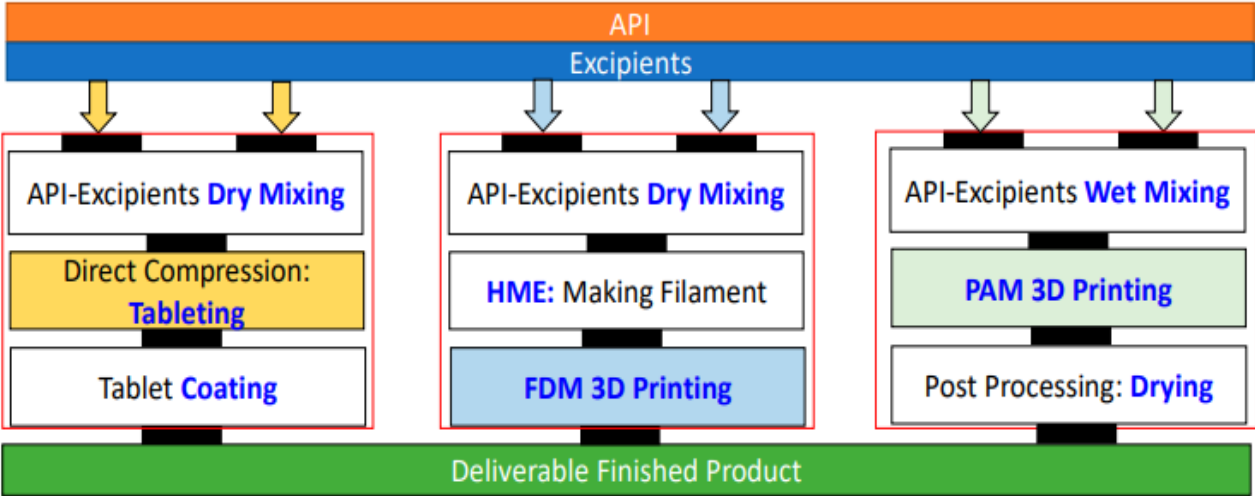 API
Excipients
API-Excipients Dry Mixing
Direct Compression:
Tableting
Tablet Coating
API-Excipients Dry Mixing
HME: Making Filament
FDM 3D Printing
API-Excipients Wet Mixing
PAM 3D Printing
Post Processing: Drying
Deliverable Finished Product